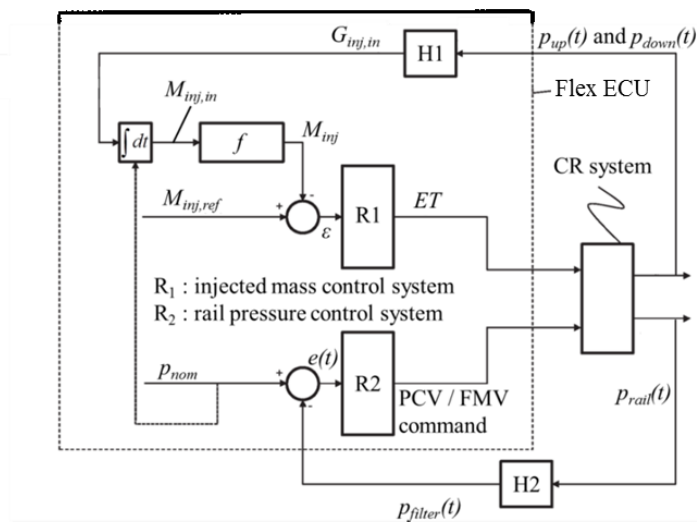 G_inj,in
H1
p_up(t) and p_down(t)
Flex ECU
M_inj,in
∫dt
f
M_inj
CR system
M_inj,ref
+
-
ε
R1
ET
R₁ : injected mass control system
R₂ : rail pressure control system
p_nom
+
-
e(t)
R2
PCV / FMV
command
p_rail(t)
H2
p_filter(t)